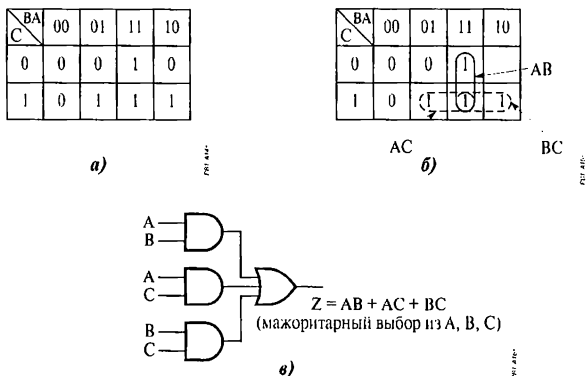 BA 00 01 11 10
C
0 0 0 1 0
1 0 1 1 1
а)
BA 00 01 11 10
C
0 0 0 1
1 0 1 1 1
AB
AC
BC
б)
A
B
A
C
B
C
Z = AB + AC + BC
(мажоритарный выбор из A, B, C)
в)